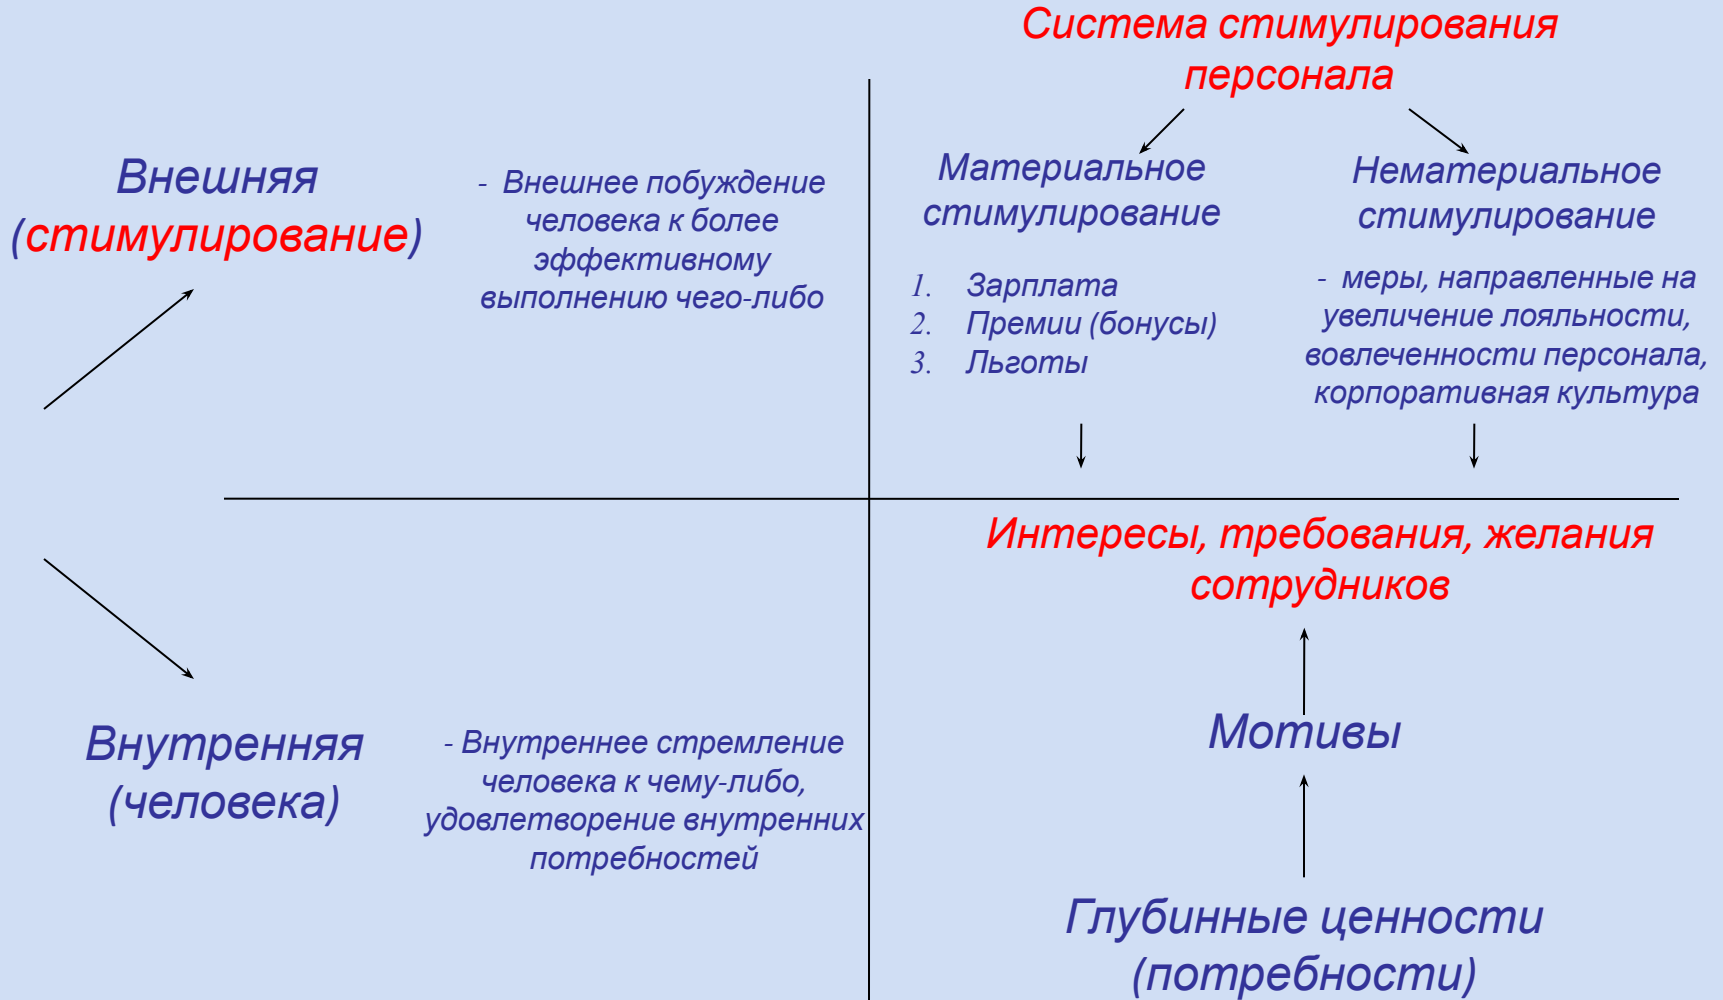 Система стимулирования
персонала
Внешняя
(стимулирование)
- Внешнее побуждение
человека к более
эффективному
выполнению чего-либо
Материальное
стимулирование
1. Зарплата
2. Премии (бонусы)
3. Льготы
Нематериальное
стимулирование
- меры, направленные на
увеличение лояльности,
вовлеченности персонала,
корпоративная культура
Интересы, требования, желания
сотрудников
Внутренняя
(человека)
- Внутреннее стремление
человека к чему-либо,
удовлетворение внутренних
потребностей
Мотивы
Глубинные ценности
(потребности)